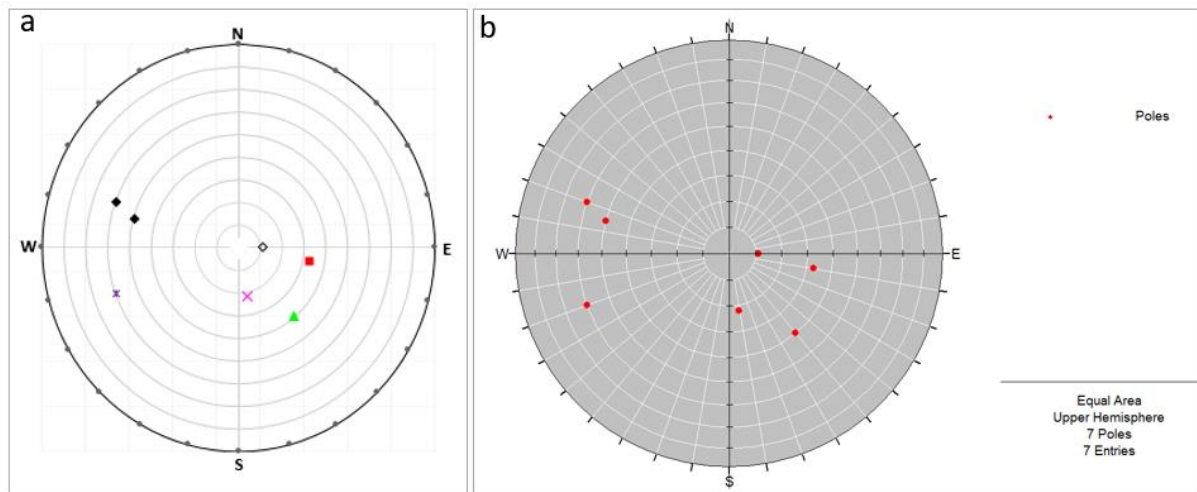 a
N
W
E
S
b
N
W
E
S
Poles
Equal Area
Upper Hemisphere
7 Poles
7 Entries